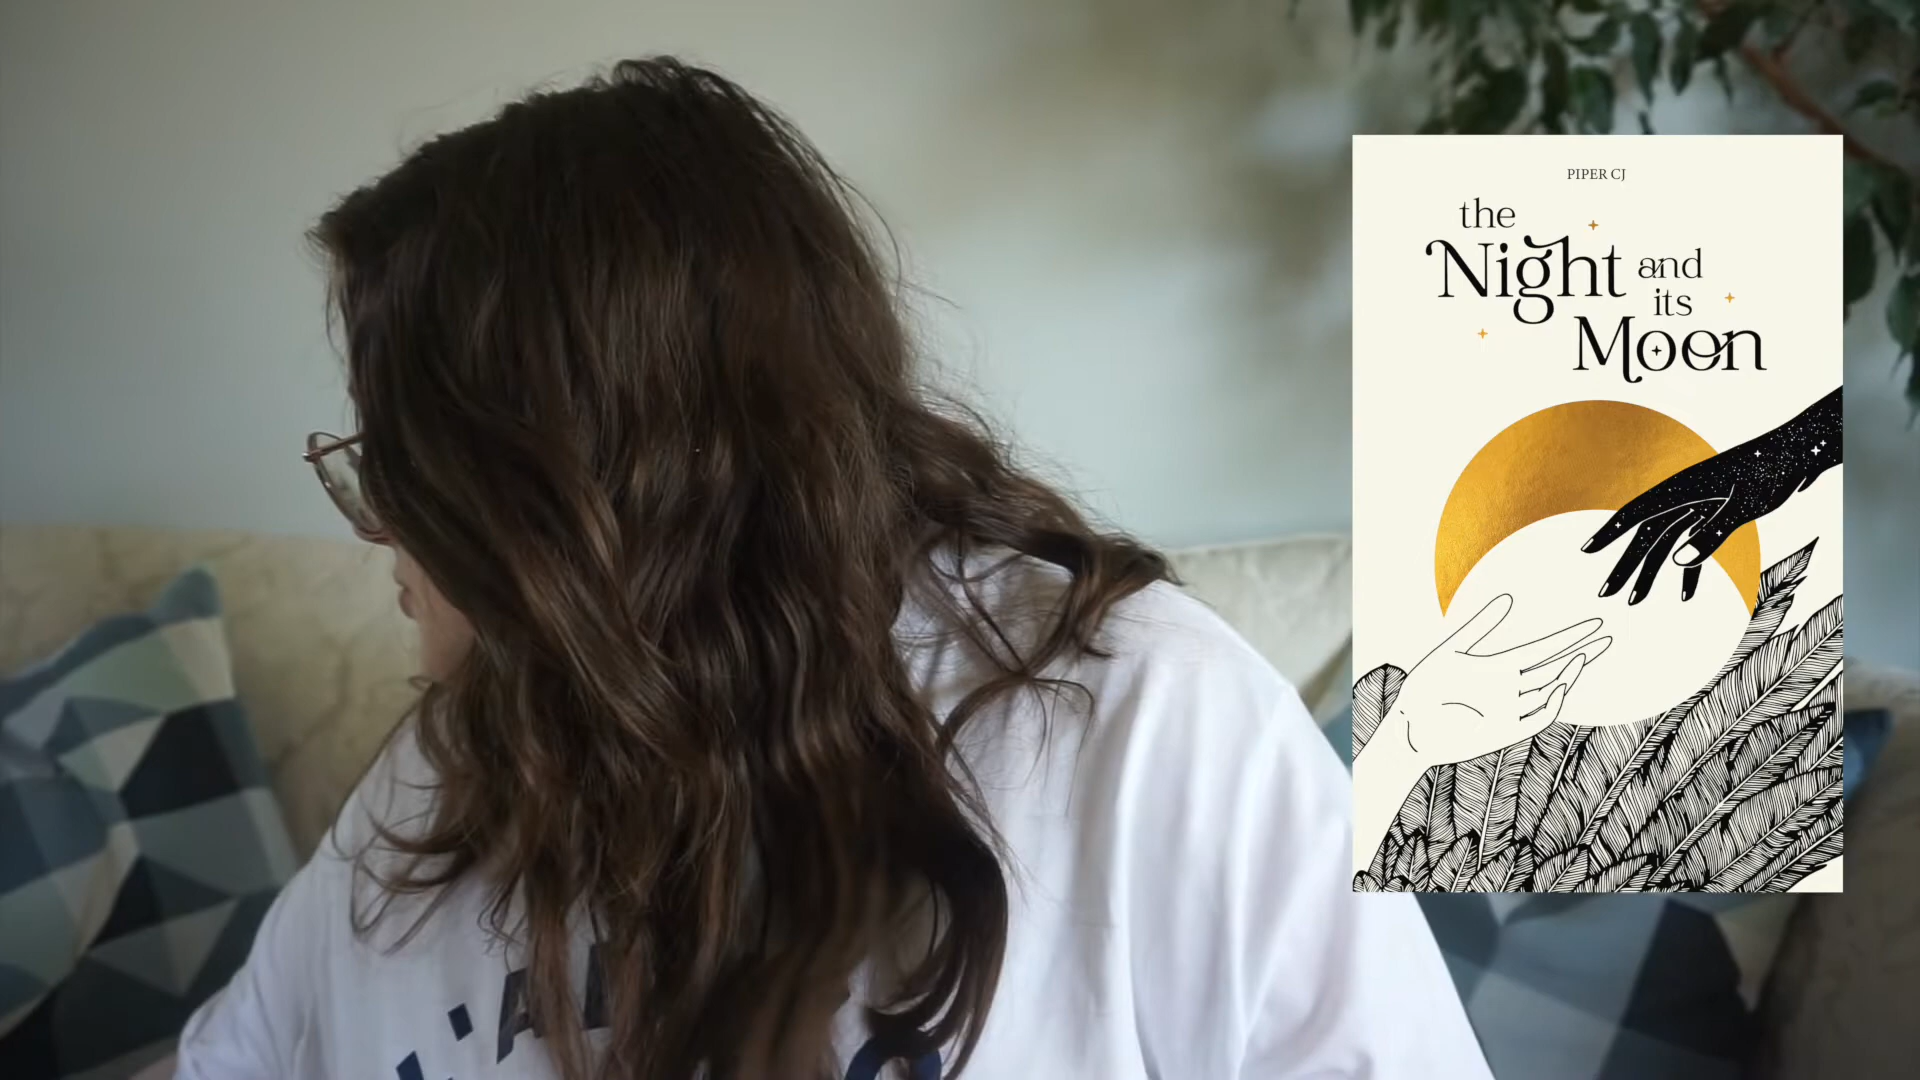 PIPER CJ
the
Night and
its
Moon